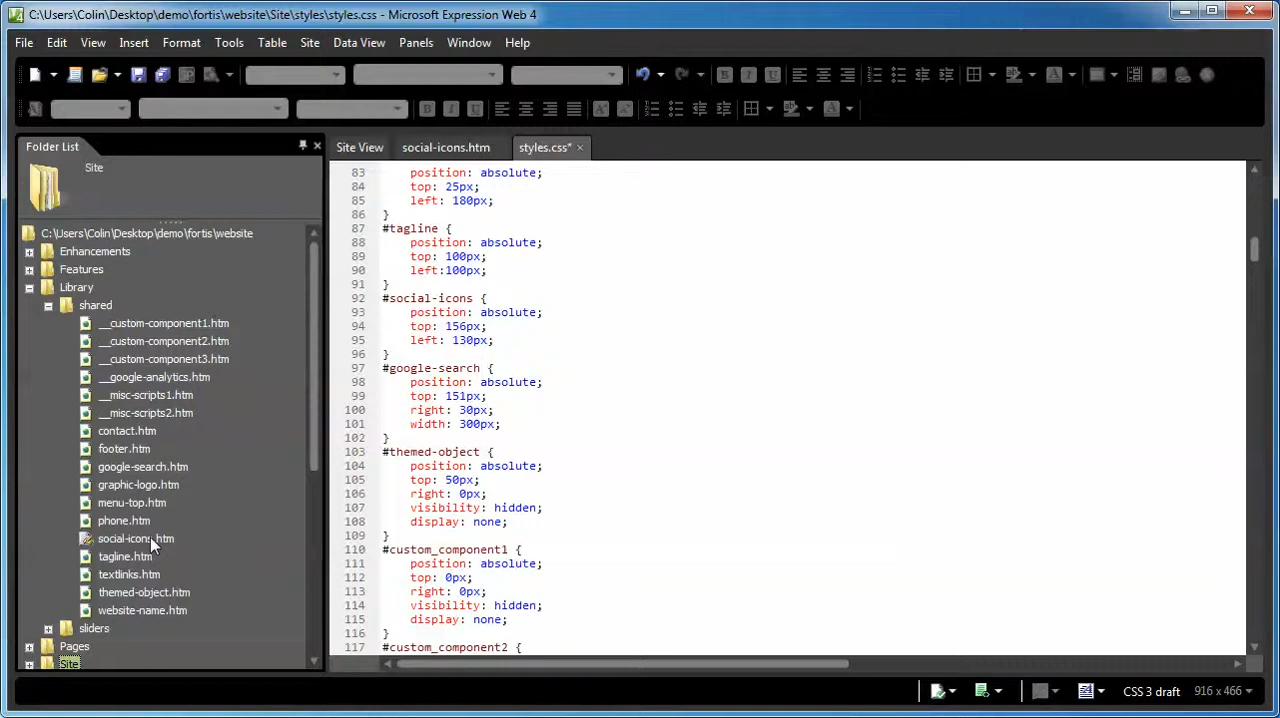 C:\Users\Colin\Desktop\demo\fortis\website\Site\styles\styles.css - Microsoft Expression Web 4
File Edit View Insert Format Tools Table Site Data View Panels Window Help
Folder List
Site
C:\Users\Colin\Desktop\demo\fortis\website
Enhancements
Features
Library
shared
__custom-component1.htm
__custom-component2.htm
__custom-component3.htm
__google-analytics.htm
__misc-scripts1.htm
__misc-scripts2.htm
contact.htm
footer.htm
google-search.htm
graphic-logo.htm
menu-top.htm
phone.htm
social-icons.htm
tagline.htm
textlinks.htm
themed-object.htm
website-name.htm
sliders
Pages
Site
Site View social-icons.htm styles.css* ×
83 position: absolute;
84 top: 25px;
85 left: 180px;
86 }
87 #tagline {
88 position: absolute;
89 top: 100px;
90 left:100px;
91 }
92 #social-icons {
93 position: absolute;
94 top: 156px;
95 left: 130px;
96 }
97 #google-search {
98 position: absolute;
99 top: 151px;
100 right: 30px;
101 width: 300px;
102 }
103 #themed-object {
104 position: absolute;
105 top: 50px;
106 right: 0px;
107 visibility: hidden;
108 display: none;
109 }
110 #custom_component1 {
111 position: absolute;
112 top: 0px;
113 right: 0px;
114 visibility: hidden;
115 display: none;
116 }
117 #custom_component2 {
CSS 3 draft 916 x 466